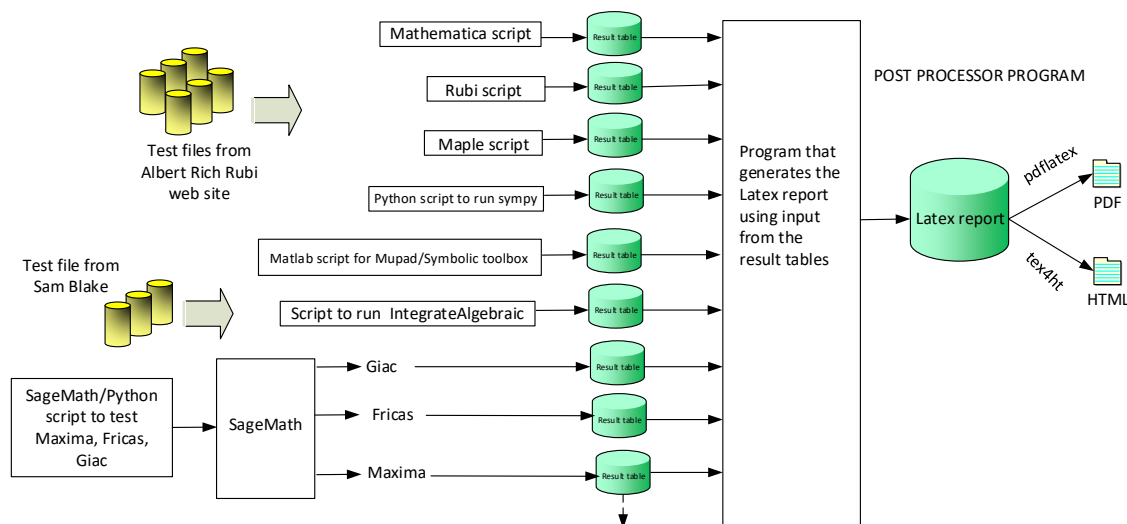 Mathematica script
Result table
Rubi script
Result table
POST PROCESSOR PROGRAM
Test files from
Albert Rich Rubi
web site
Maple script
Result table
Program that
generates the
Latex report
using input
from the
result tables
Python script to run sympy
Result table
Latex report
pdflatex
PDF
tex4ht
HTML
Matlab script for Mupad/Symbolic toolbox
Result table
Test file from
Sam Blake
Script to run IntegrateAlgebraic
Result table
SageMath/Python
script to test
Maxima, Fricas,
Giac
SageMath
Giac
Result table
Fricas
Result table
Maxima
Result table